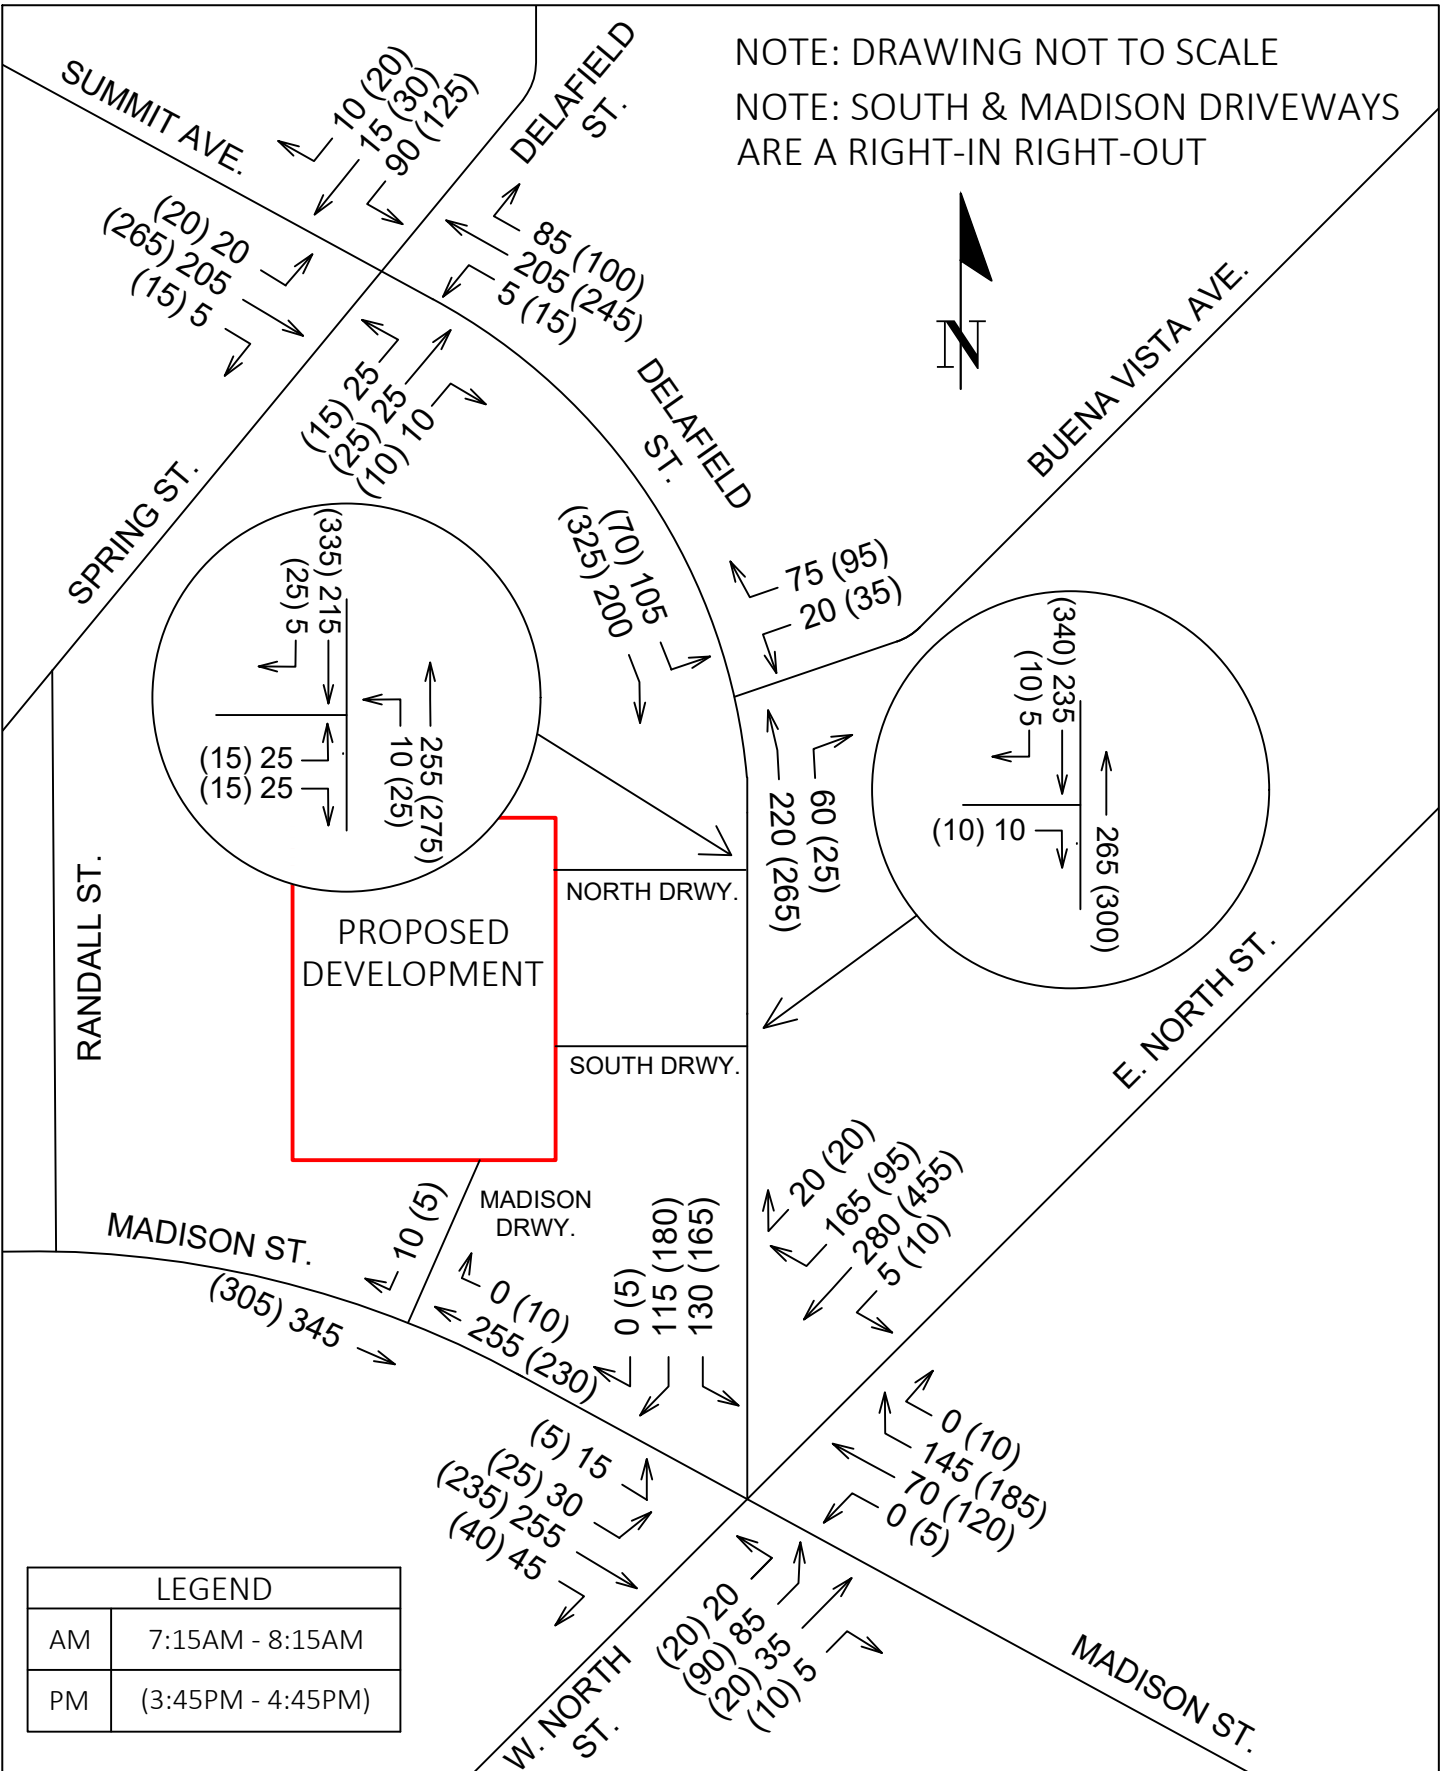 NOTE: DRAWING NOT TO SCALE
NOTE: SOUTH & MADISON DRIVEWAYS
ARE A RIGHT-IN RIGHT-OUT
N
SUMMIT AVE.
DELAFIELD
ST.
10 (20)
15 (30)
90 (125)
(20) 20
(265) 205
(15) 5
85 (100)
205 (245)
5 (15)
(15) 25
(25) 25
(10) 10
SPRING ST.
DELAFIELD
ST.
BUENA VISTA AVE.
(70) 105
(325) 200
75 (95)
20 (35)
60 (25)
220 (265)
(335) 215
(25) 5
(15) 25
(15) 25
255 (275)
10 (25)
(340) 235
(10) 5
(10) 10
265 (300)
NORTH DRWY.
PROPOSED
DEVELOPMENT
SOUTH DRWY.
RANDALL ST.
E. NORTH ST.
MADISON
DRWY.
MADISON ST.
10 (5)
(305) 345
0 (10)
255 (230)
0 (5)
115 (180)
130 (165)
20 (20)
165 (95)
280 (455)
5 (10)
(5) 15
(25) 30
(235) 255
(40) 45
0 (10)
145 (185)
70 (120)
0 (5)
(20) 20
(90) 85
(20) 35
(10) 5
W. NORTH
ST.
MADISON ST.
LEGEND
AM 7:15AM - 8:15AM
PM (3:45PM - 4:45PM)